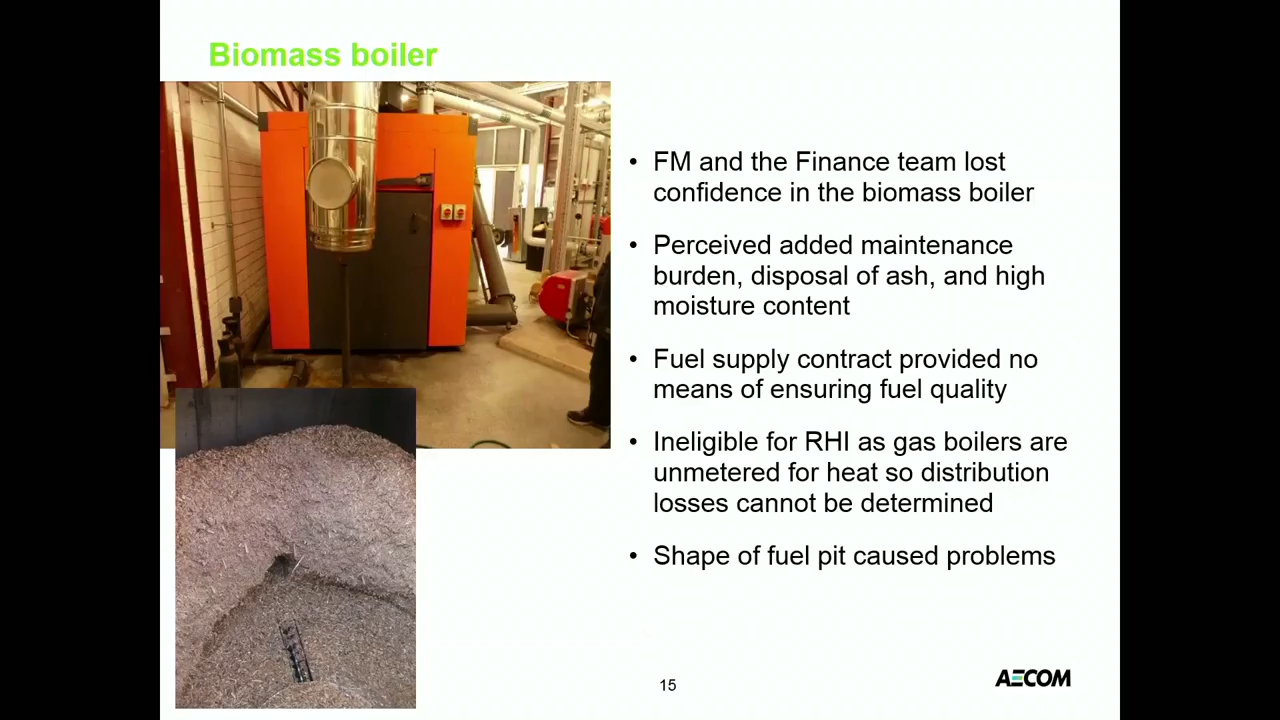 Biomass boiler
• FM and the Finance team lost
confidence in the biomass boiler
• Perceived added maintenance
burden, disposal of ash, and high
moisture content
• Fuel supply contract provided no
means of ensuring fuel quality
• Ineligible for RHI as gas boilers are
unmetered for heat so distribution
losses cannot be determined
• Shape of fuel pit caused problems
15
AECOM